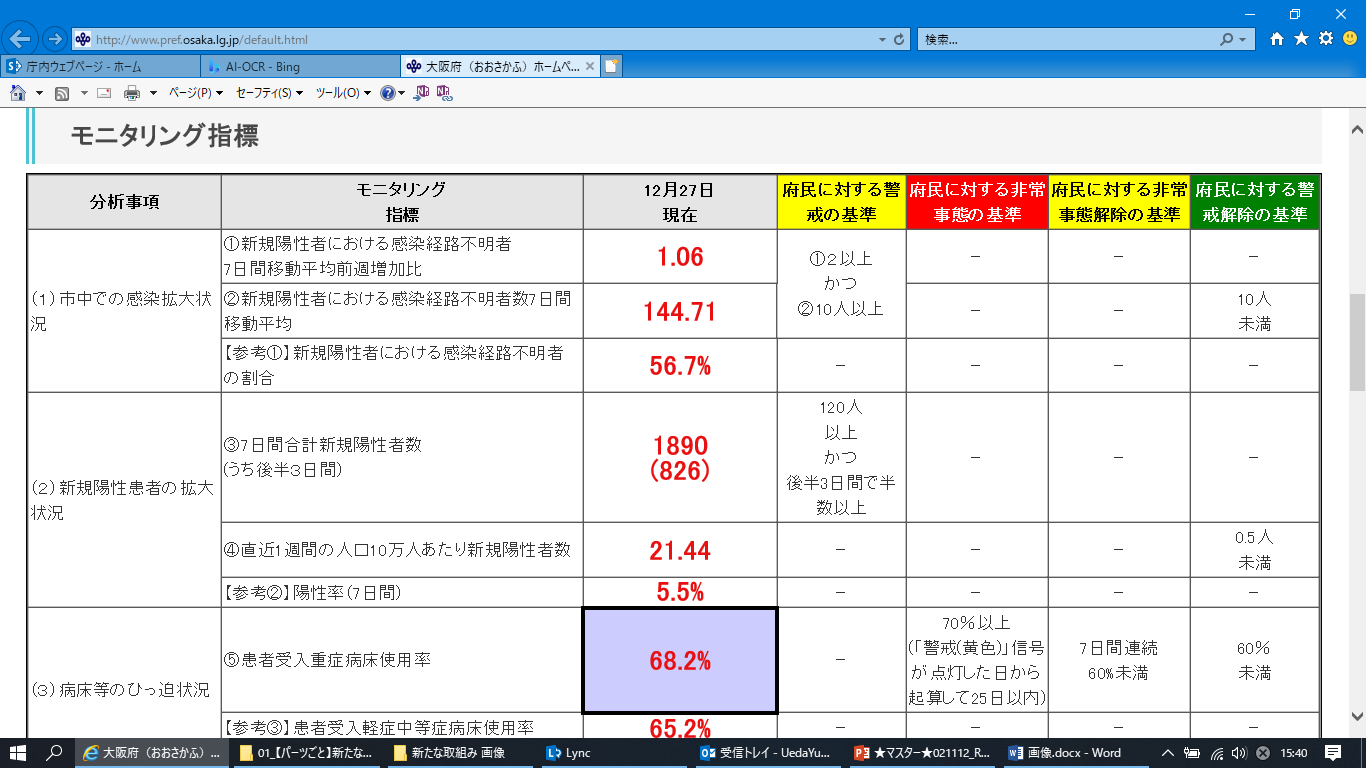 http://www.pref.osaka.lg.jp/default.html
検索...
庁内ウェブページ - ホーム
AI-OCR - Bing
大阪府（おおさかふ）ホームペ...
ページ(P)
セーフティ(S)
ツール(O)
モニタリング指標
分析事項
モニタリング
指標
12月27日
現在
府民に対する警
戒の基準
府民に対する非常
事態の基準
府民に対する非常
事態解除の基準
府民に対する警
戒解除の基準
(1)市中での感染拡大状
況
①新規陽性者における感染経路不明者
7日間移動平均前週増加比
1.06
①2以上
かつ
②10人以上
－
－
－
②新規陽性者における感染経路不明者数7日間
移動平均
144.71
－
－
10人
未満
【参考①】新規陽性者における感染経路不明者
の割合
56.7%
－
－
－
－
(2)新規陽性患者の拡大
状況
③7日間合計新規陽性者数
(うち後半3日間)
1890
(826)
120人
以上
かつ
後半3日間で半
数以上
－
－
－
④直近1週間の人口10万人あたり新規陽性者数
21.44
－
－
－
0.5人
未満
【参考②】陽性率(7日間)
5.5%
－
－
－
－
(3)病床等のひっ迫状況
⑤患者受入重症病床使用率
68.2%
－
70％以上
(「警戒(黄色)」信号
が点灯した日から
起算して25日以内)
7日間連続
60%未満
60％
未満
【参考③】患者受入軽症中等症病床使用率
65.2%
－
－
－
－
大阪府（おおさかふ）...
01_【パーツごと】新たな...
新たな取組み 画像
Lync
受信トレイ - UedaYu...
★マスター★021112_R...
画像.docx - Word
15:40